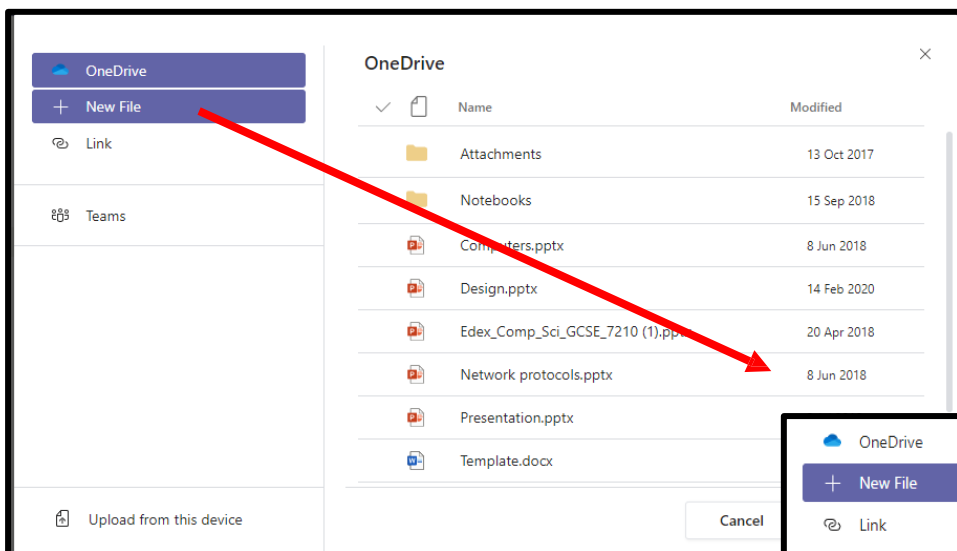 OneDrive
New File
Link
Teams
Upload from this device
OneDrive
Name Modified
Attachments 13 Oct 2017
Notebooks 15 Sep 2018
Computers.pptx 8 Jun 2018
Design.pptx 14 Feb 2020
Edex_Comp_Sci_GCSE_7210 (1).pptx 20 Apr 2018
Network protocols.pptx 8 Jun 2018
Presentation.pptx
Template.docx
Cancel
OneDrive
New File
Link